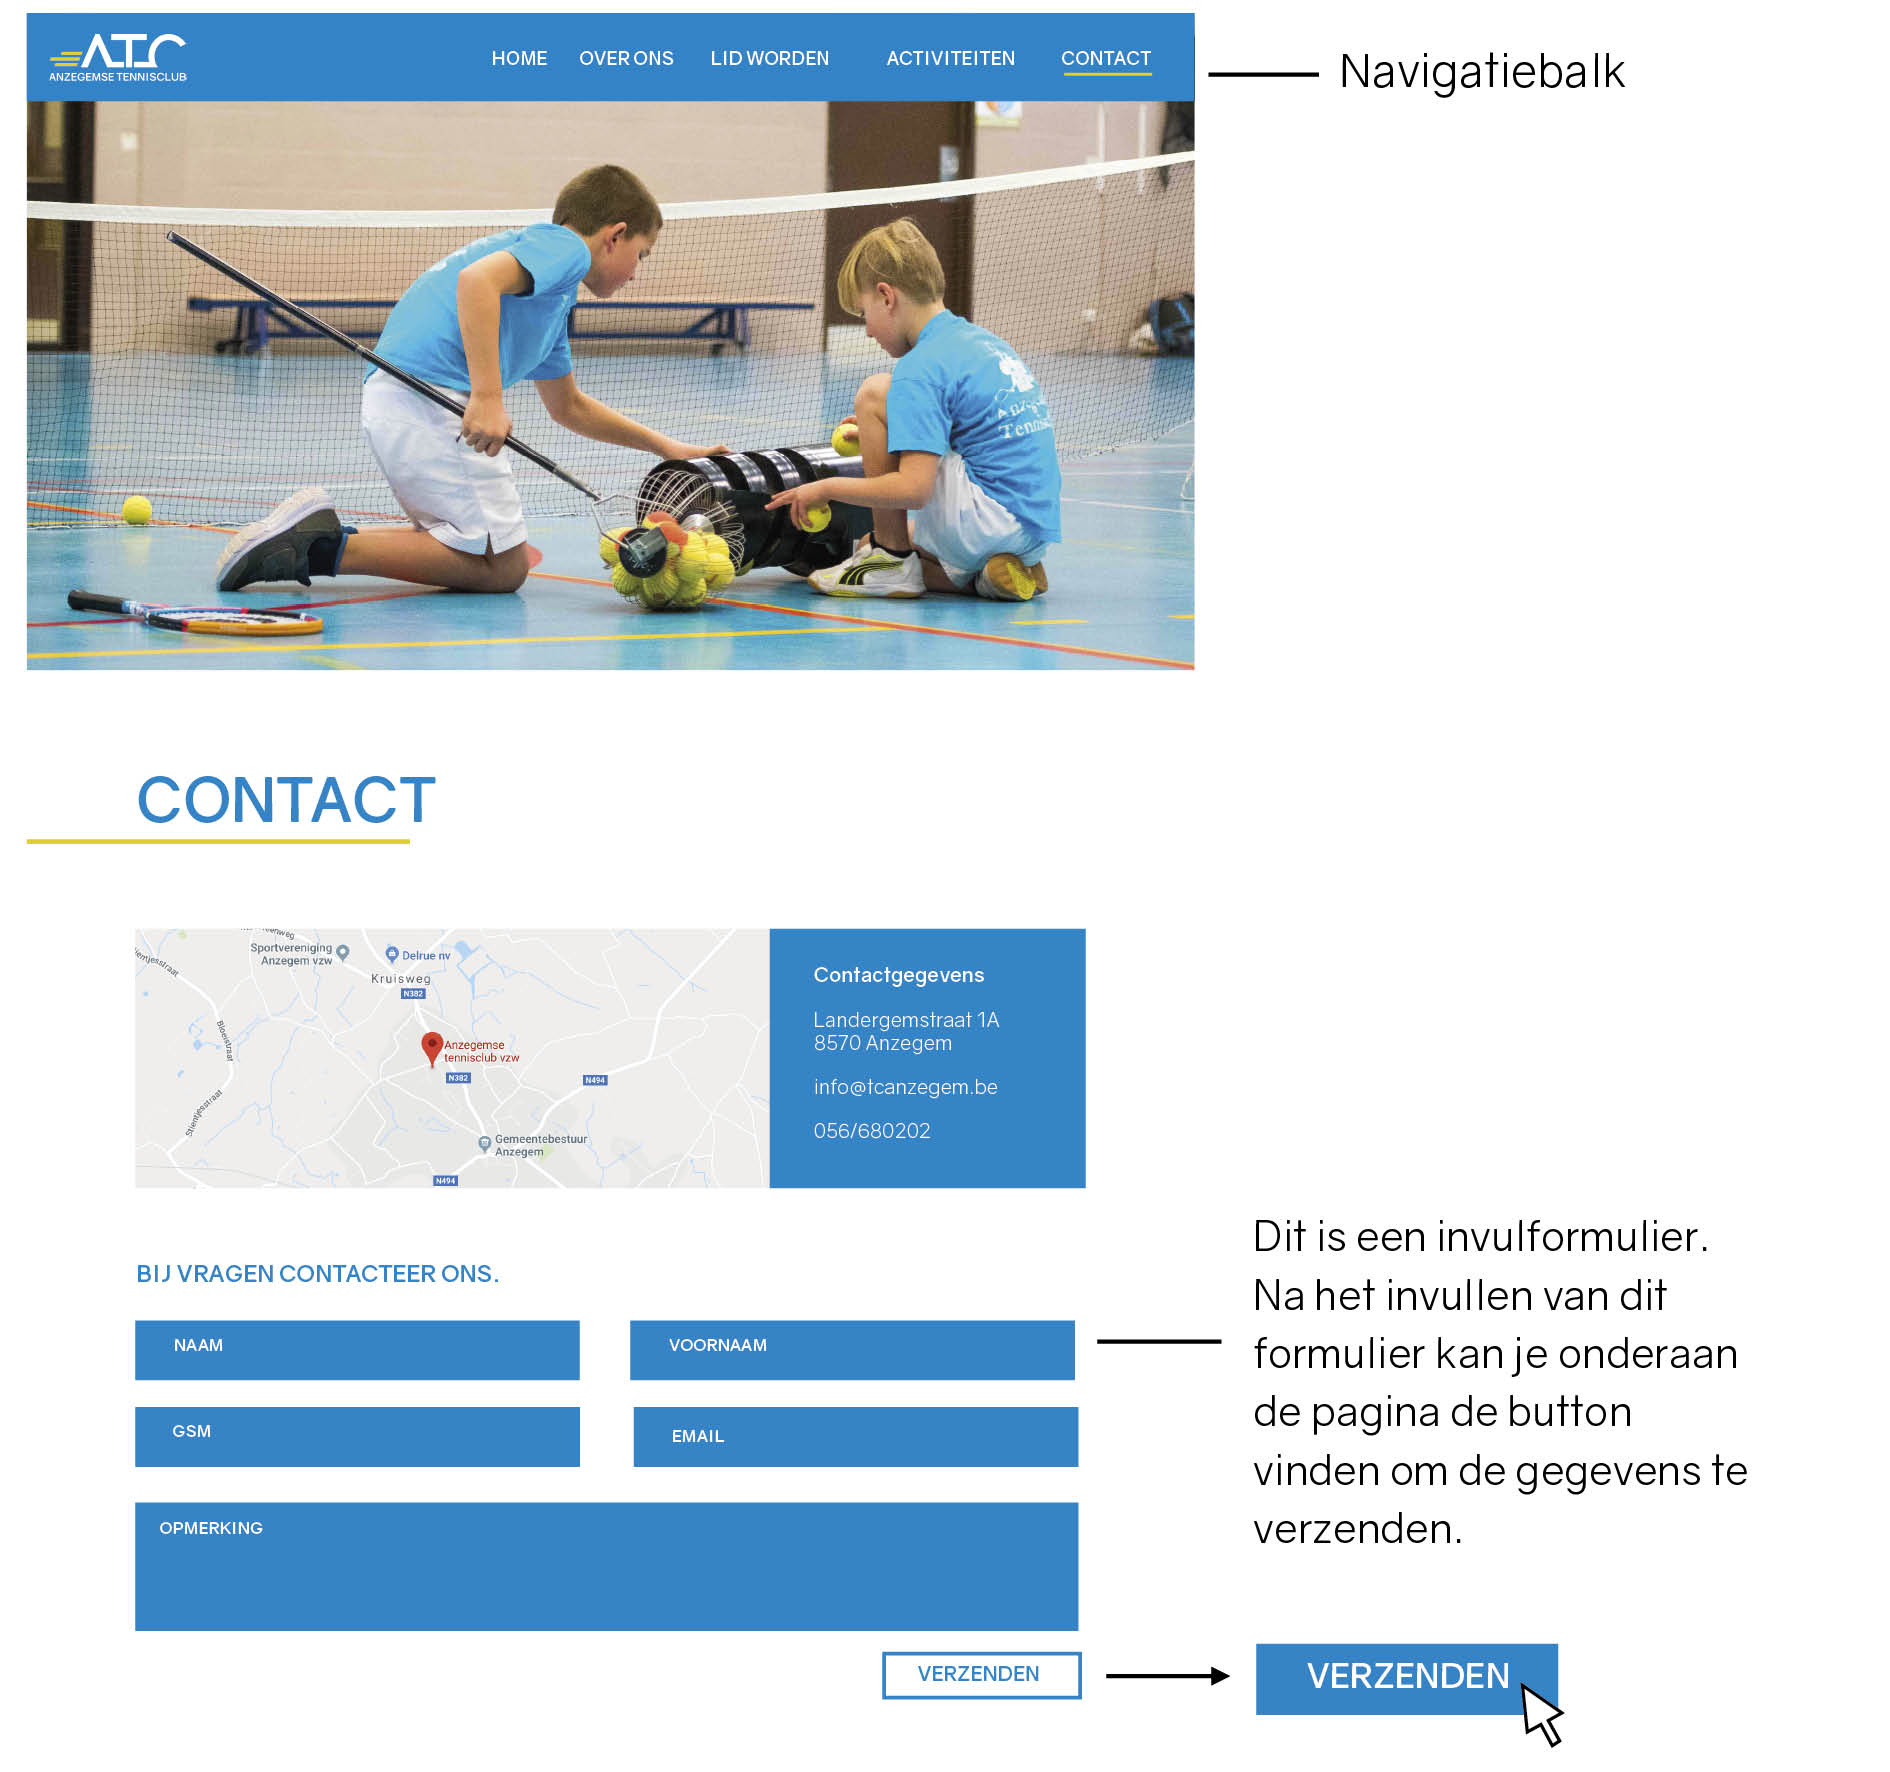 ATC
ANZEGEMSE TENNISCLUB
HOME OVER ONS LID WORDEN ACTIVITEITEN CONTACT
Navigatiebalk
Tennisc
CONTACT
Sportvereniging
Anzegem vzw
Delrue nv
Kruisweg
N382
Bloeistraat
Anzegemse
tennisclub vzw
N382
N494
Stientjesstraat
Gemeentebestuur
Anzegem
N494
Contactgegevens
Landergemstraat 1A
8570 Anzegem
info@tcanzegem.be
056/680202
BIJ VRAGEN CONTACTEER ONS.
NAAM
VOORNAAM
GSM
EMAIL
OPMERKING
VERZENDEN
Dit is een invulformulier.
Na het invullen van dit
formulier kan je onderaan
de pagina de button
vinden om de gegevens te
verzenden.
VERZENDEN